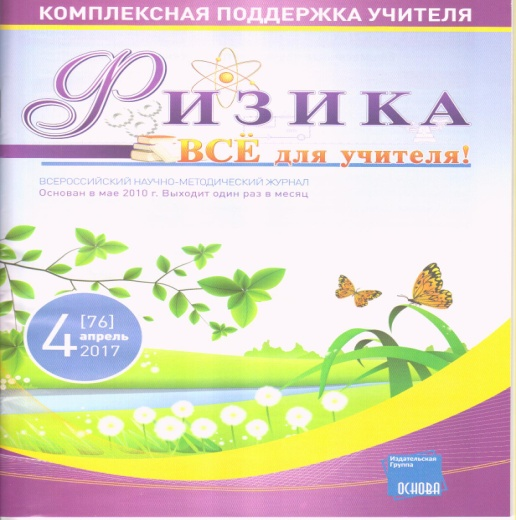 КОМПЛЕКСНАЯ ПОДДЕРЖКА УЧИТЕЛЯ
ФИЗИКА
ВСЁ для учителя!
ВСЕРОССИЙСКИЙ НАУЧНО-МЕТОДИЧЕСКИЙ ЖУРНАЛ
Основан в мае 2010 г. Выходит один раз в месяц
4 [76]
апрель
2017
Издательская
Группа
ОСНОВА